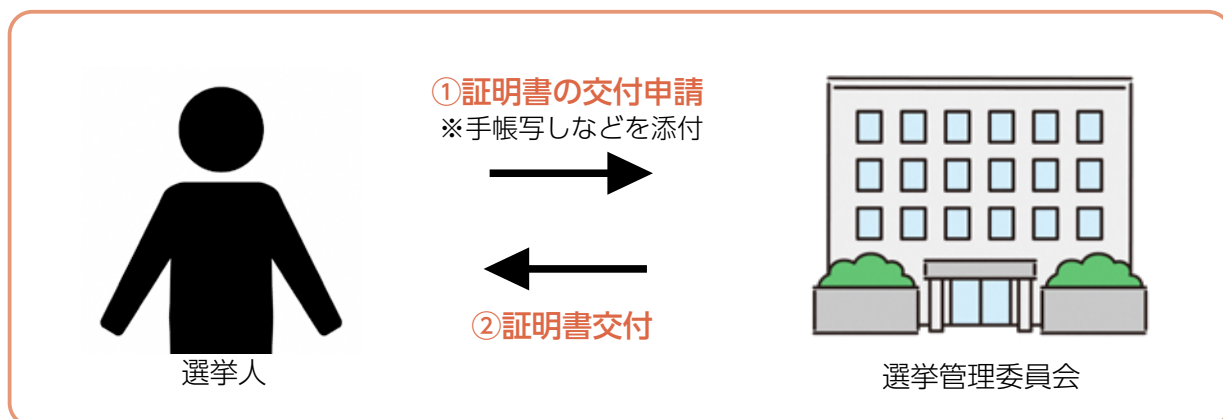 ①証明書の交付申請
※手帳写しなどを添付
②証明書交付
選挙人
選挙管理委員会